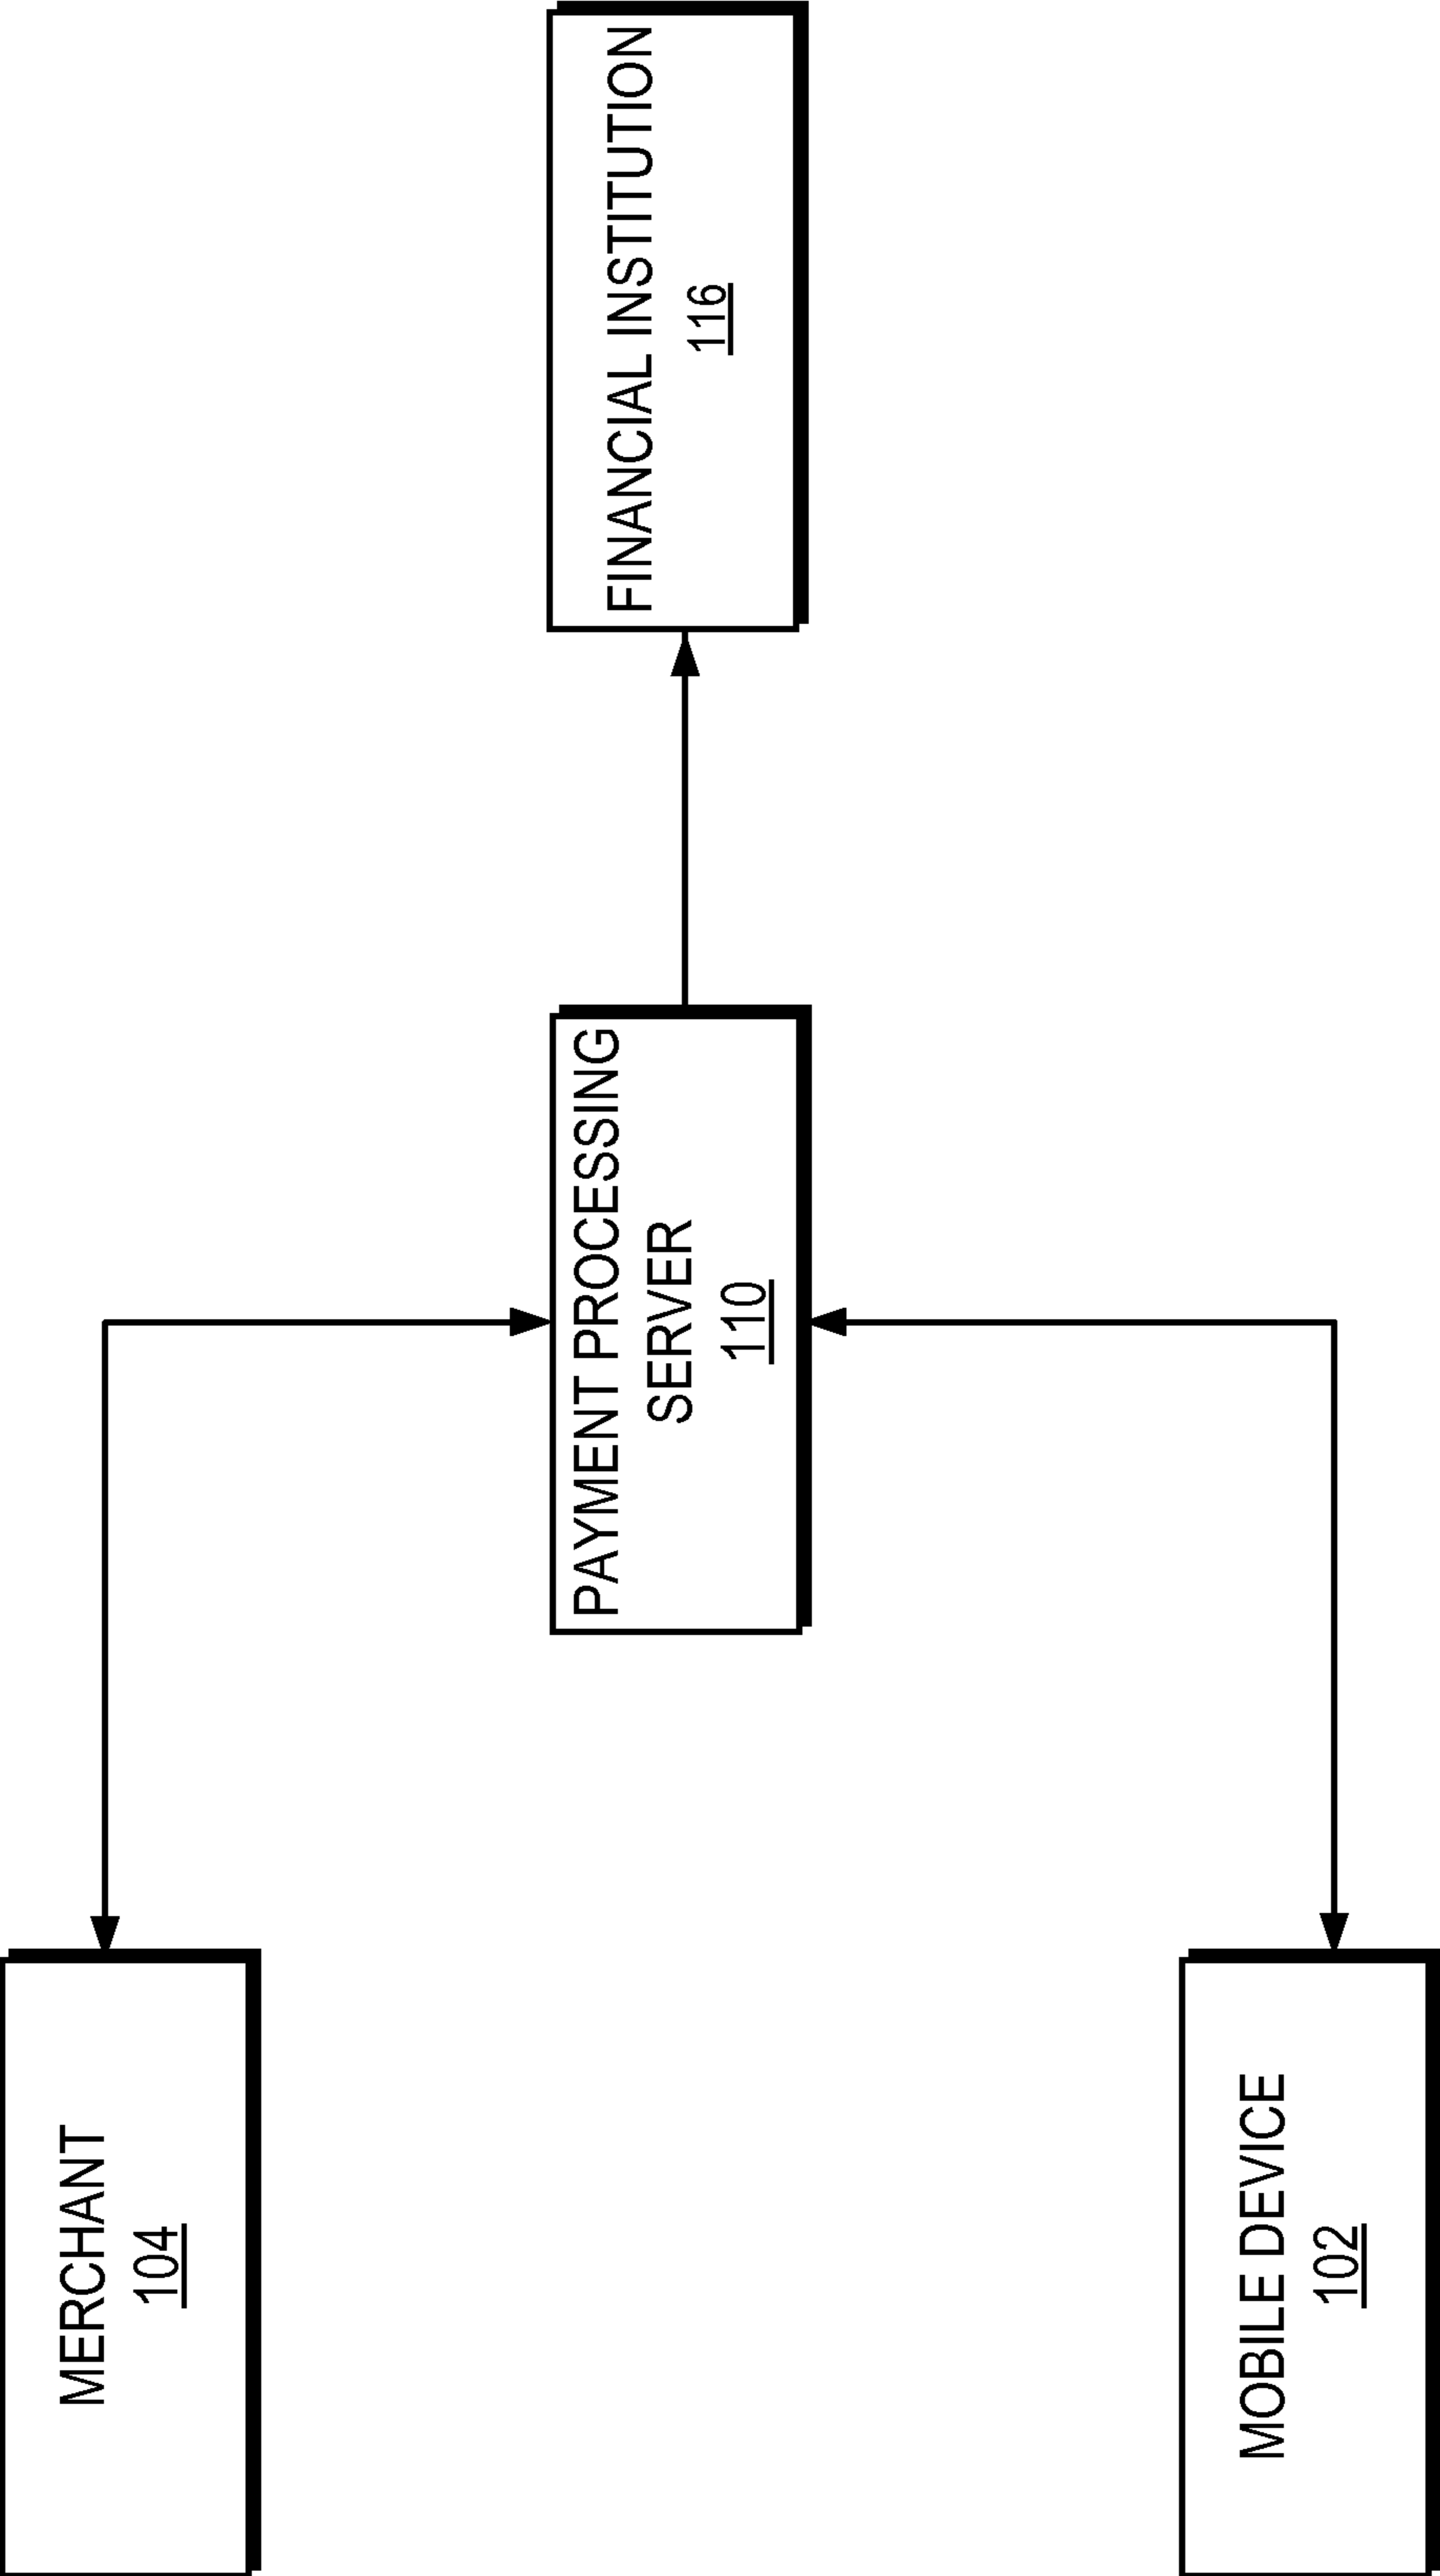 MERCHANT
104
PAYMENT PROCESSING
SERVER
110
FINANCIAL INSTITUTION
116
MOBILE DEVICE
102